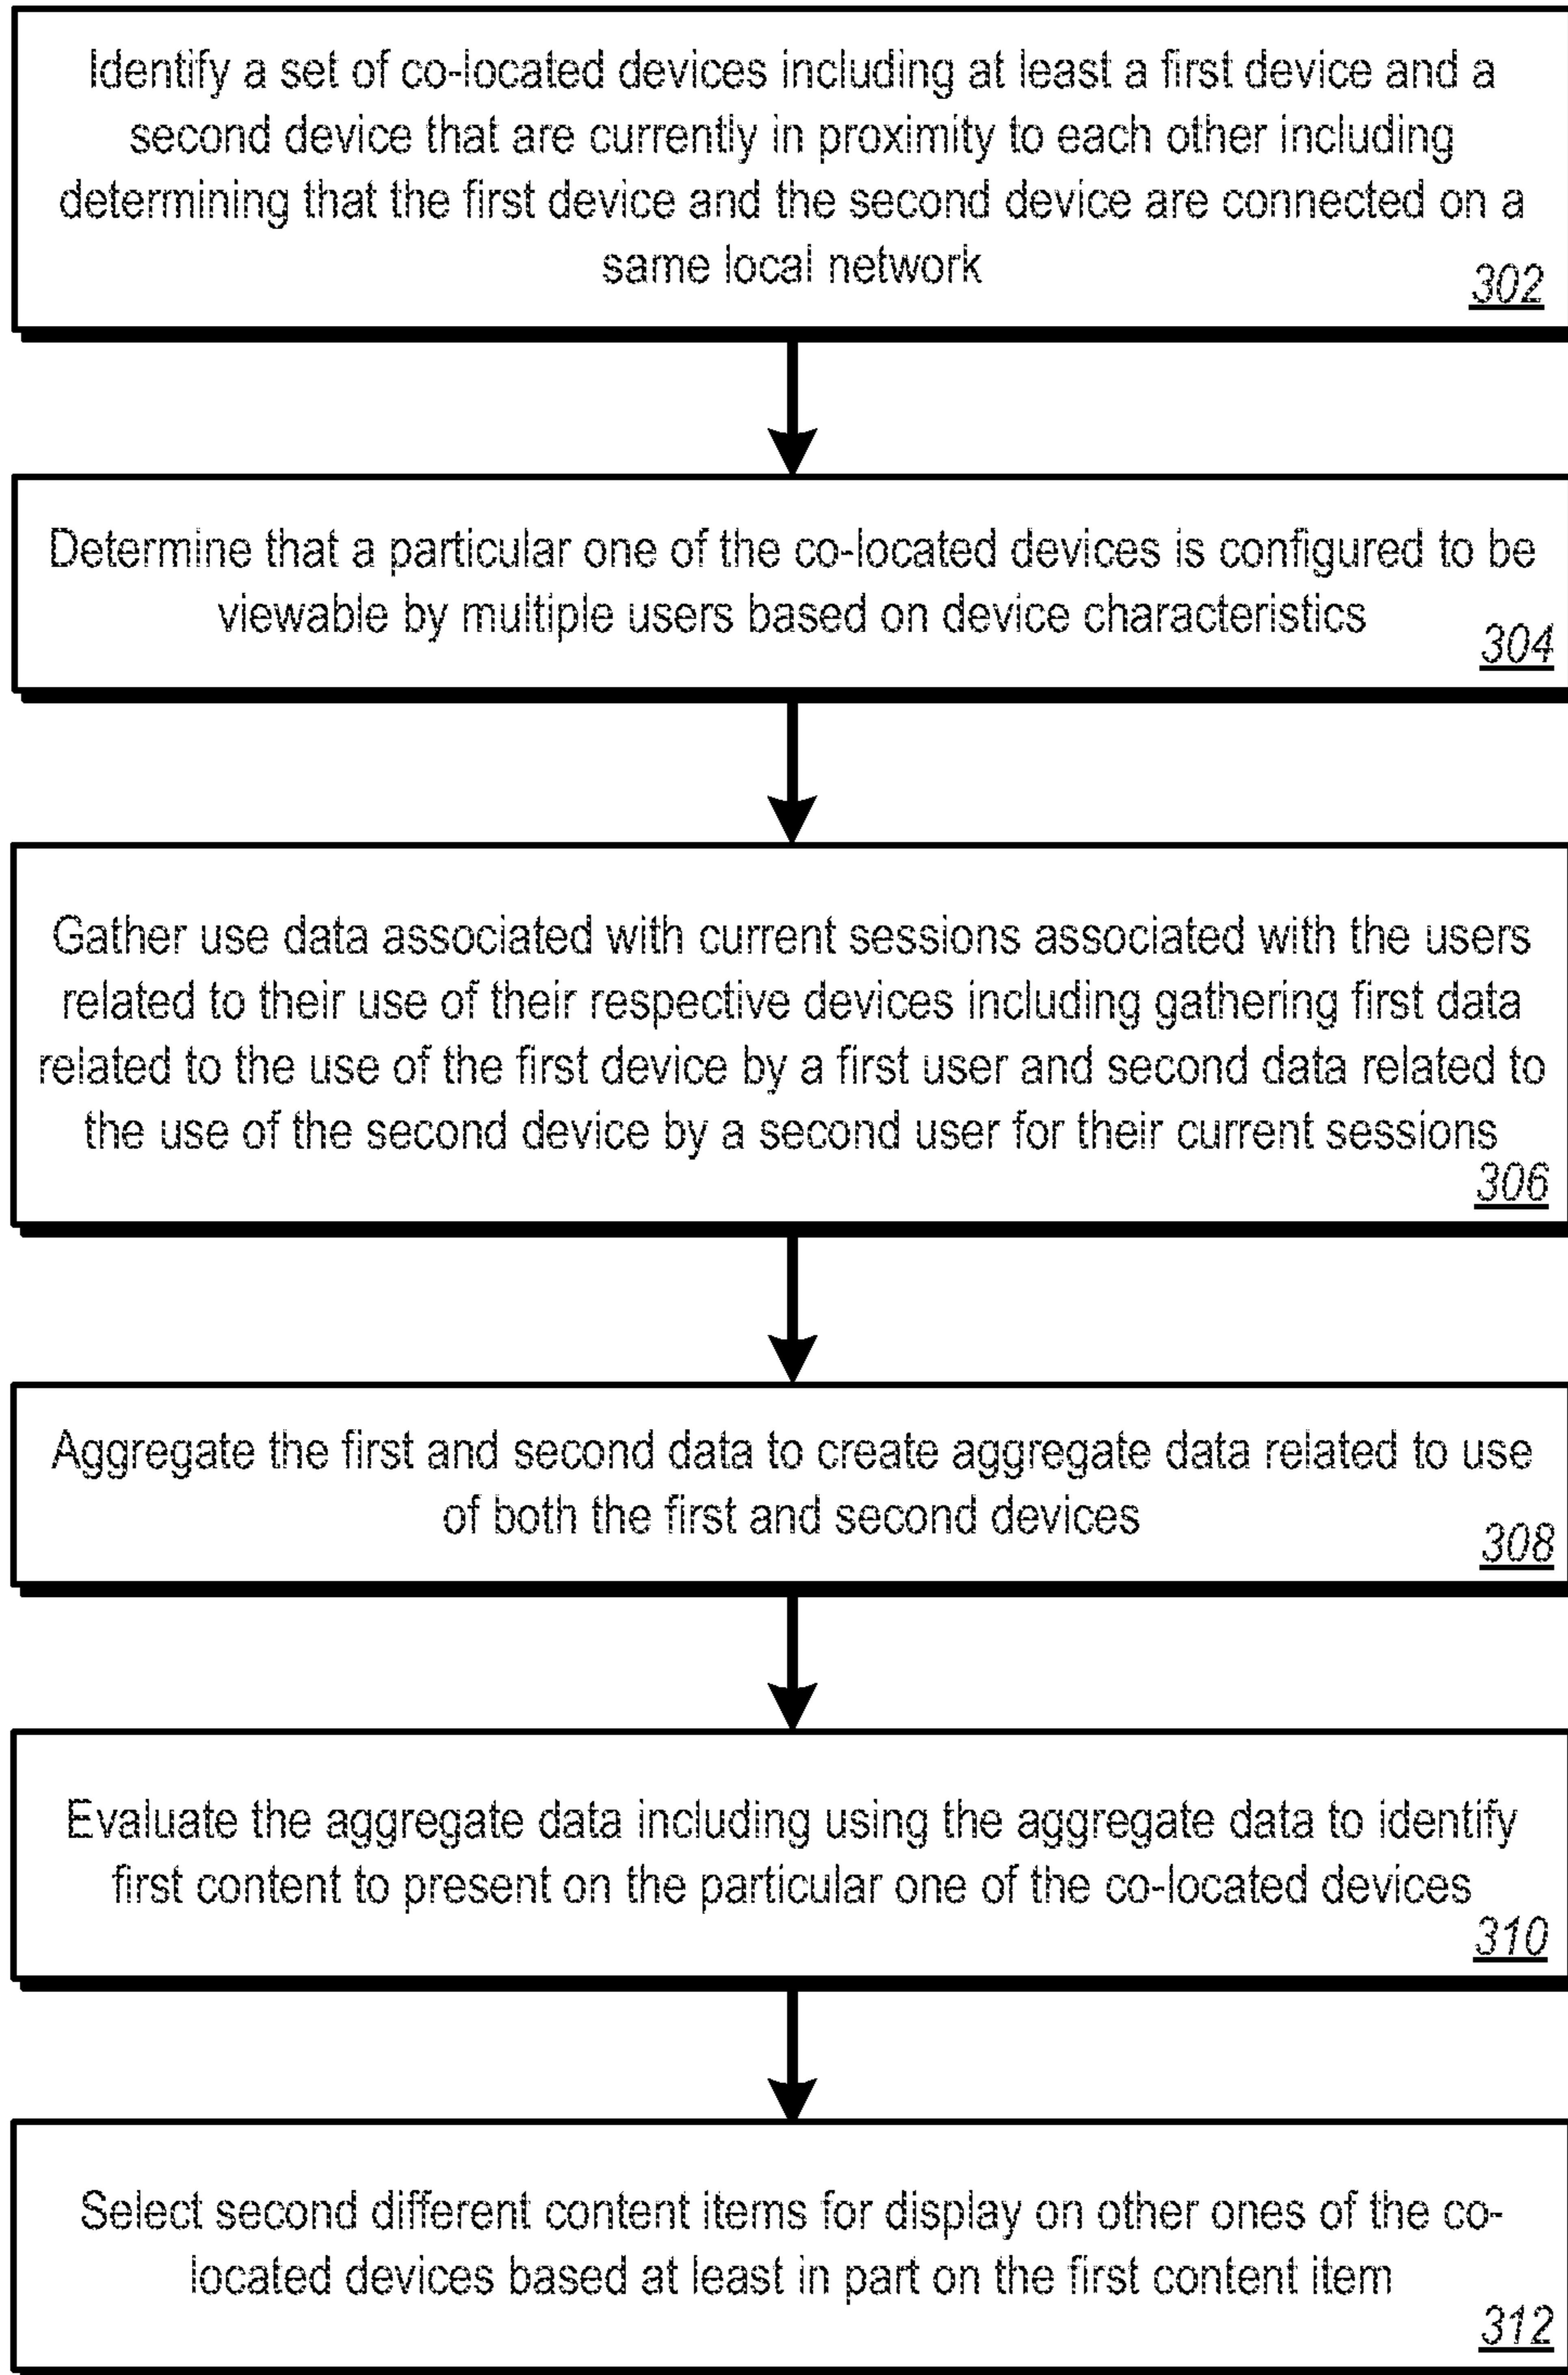 Identify a set of co-located devices including at least a first device and a
second device that are currently in proximity to each other including
determining that the first device and the second device are connected on a
same local network
302
Determine that a particular one of the co-located devices is configured to be
viewable by multiple users based on device characteristics
304
Gather use data associated with current sessions associated with the users
related to their use of their respective devices including gathering first data
related to the use of the first device by a first user and second data related to
the use of the second device by a second user for their current sessions
306
Aggregate the first and second data to create aggregate data related to use
of both the first and second devices
308
Evaluate the aggregate data including using the aggregate data to identify
first content to present on the particular one of the co-located devices
310
Select second different content items for display on other ones of the co-
located devices based at least in part on the first content item
312